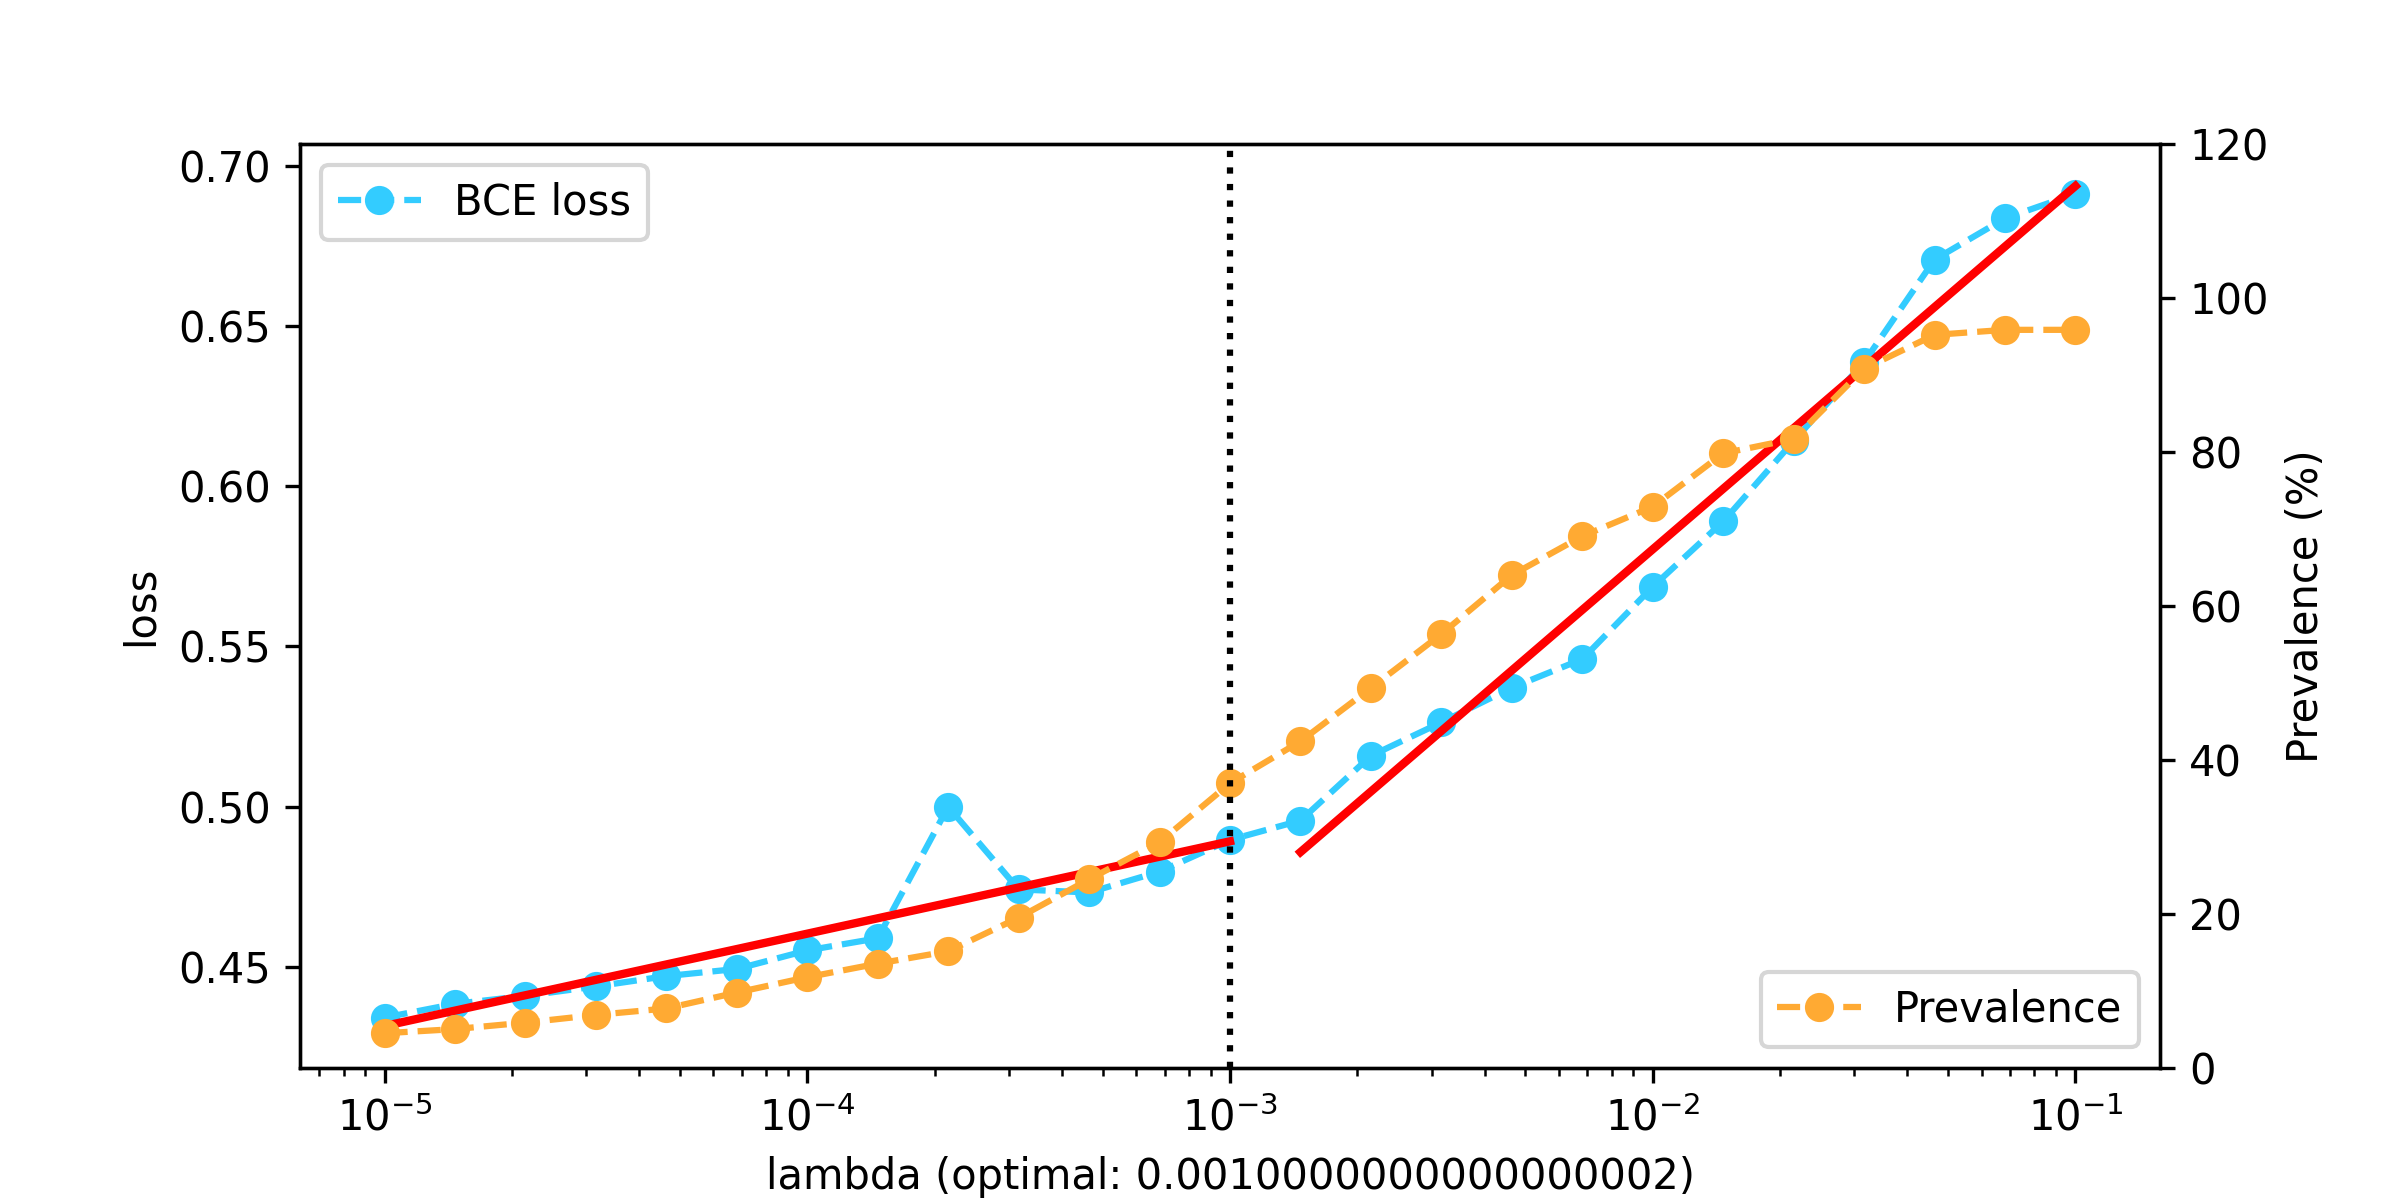 BCE loss
Prevalence
0.70
0.65
0.60
0.55
0.50
0.45
loss
120
100
80
60
40
20
0
Prevalence (%)
10⁻⁵ 10⁻⁴ 10⁻³ 10⁻² 10⁻¹
lambda (optimal: 0.0010000000000000002)